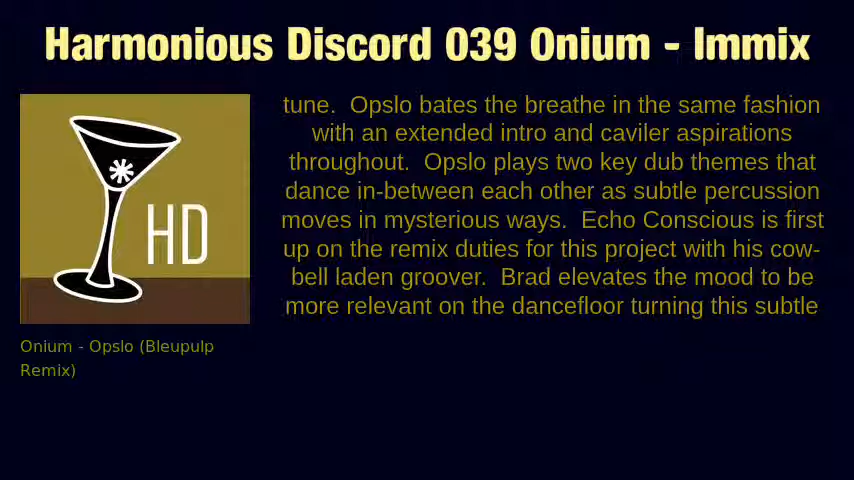 Harmonious Discord 039 Onium - Immix
HD
Onium - Opslo (Bleupulp
Remix)
tune.  Opslo bates the breathe in the same fashion
with an extended intro and caviler aspirations
throughout.  Opslo plays two key dub themes that
dance in-between each other as subtle percussion
moves in mysterious ways.  Echo Conscious is first
up on the remix duties for this project with his cow-
bell laden groover.  Brad elevates the mood to be
more relevant on the dancefloor turning this subtle